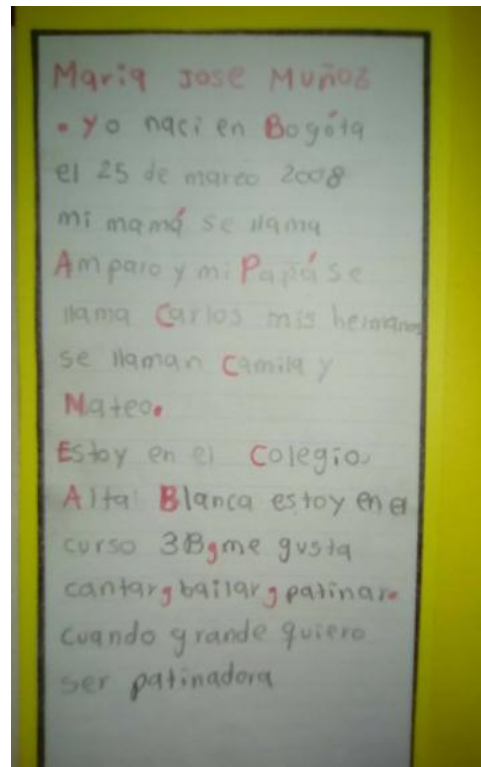 Maria Jose Muñoz
• Yo naci en Bogóta
el 25 de marzo 2008
mi mamá se llama
Amparo y mi Papá se
llama Carlos mis hermanos
se llaman Camila y
Mateo.
Estoy en el Colegio
Alta Blanca estoy en el
curso 3B, me gusta
cantar, bailar, patinar.
cuando grande quiero
ser patinadora